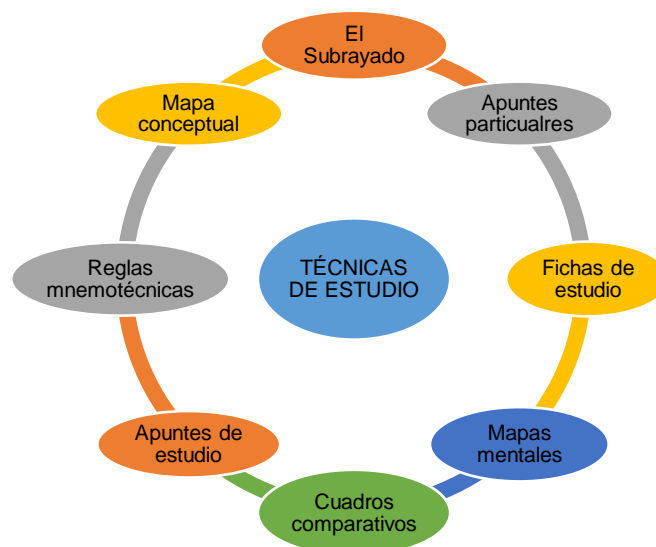 El
Subrayado
Apuntes
particualres
Fichas de
estudio
Mapas
mentales
Cuadros
comparativos
Apuntes de
estudio
Reglas
mnemotécnicas
Mapa
conceptual
TÉCNICAS
DE ESTUDIO